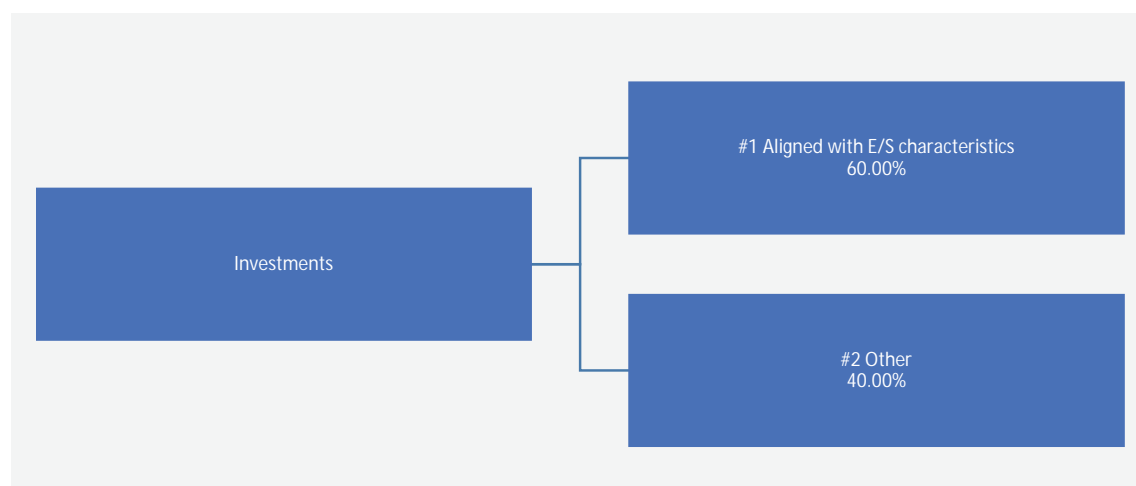 Investments
#1 Aligned with E/S characteristics
60.00%
#2 Other
40.00%